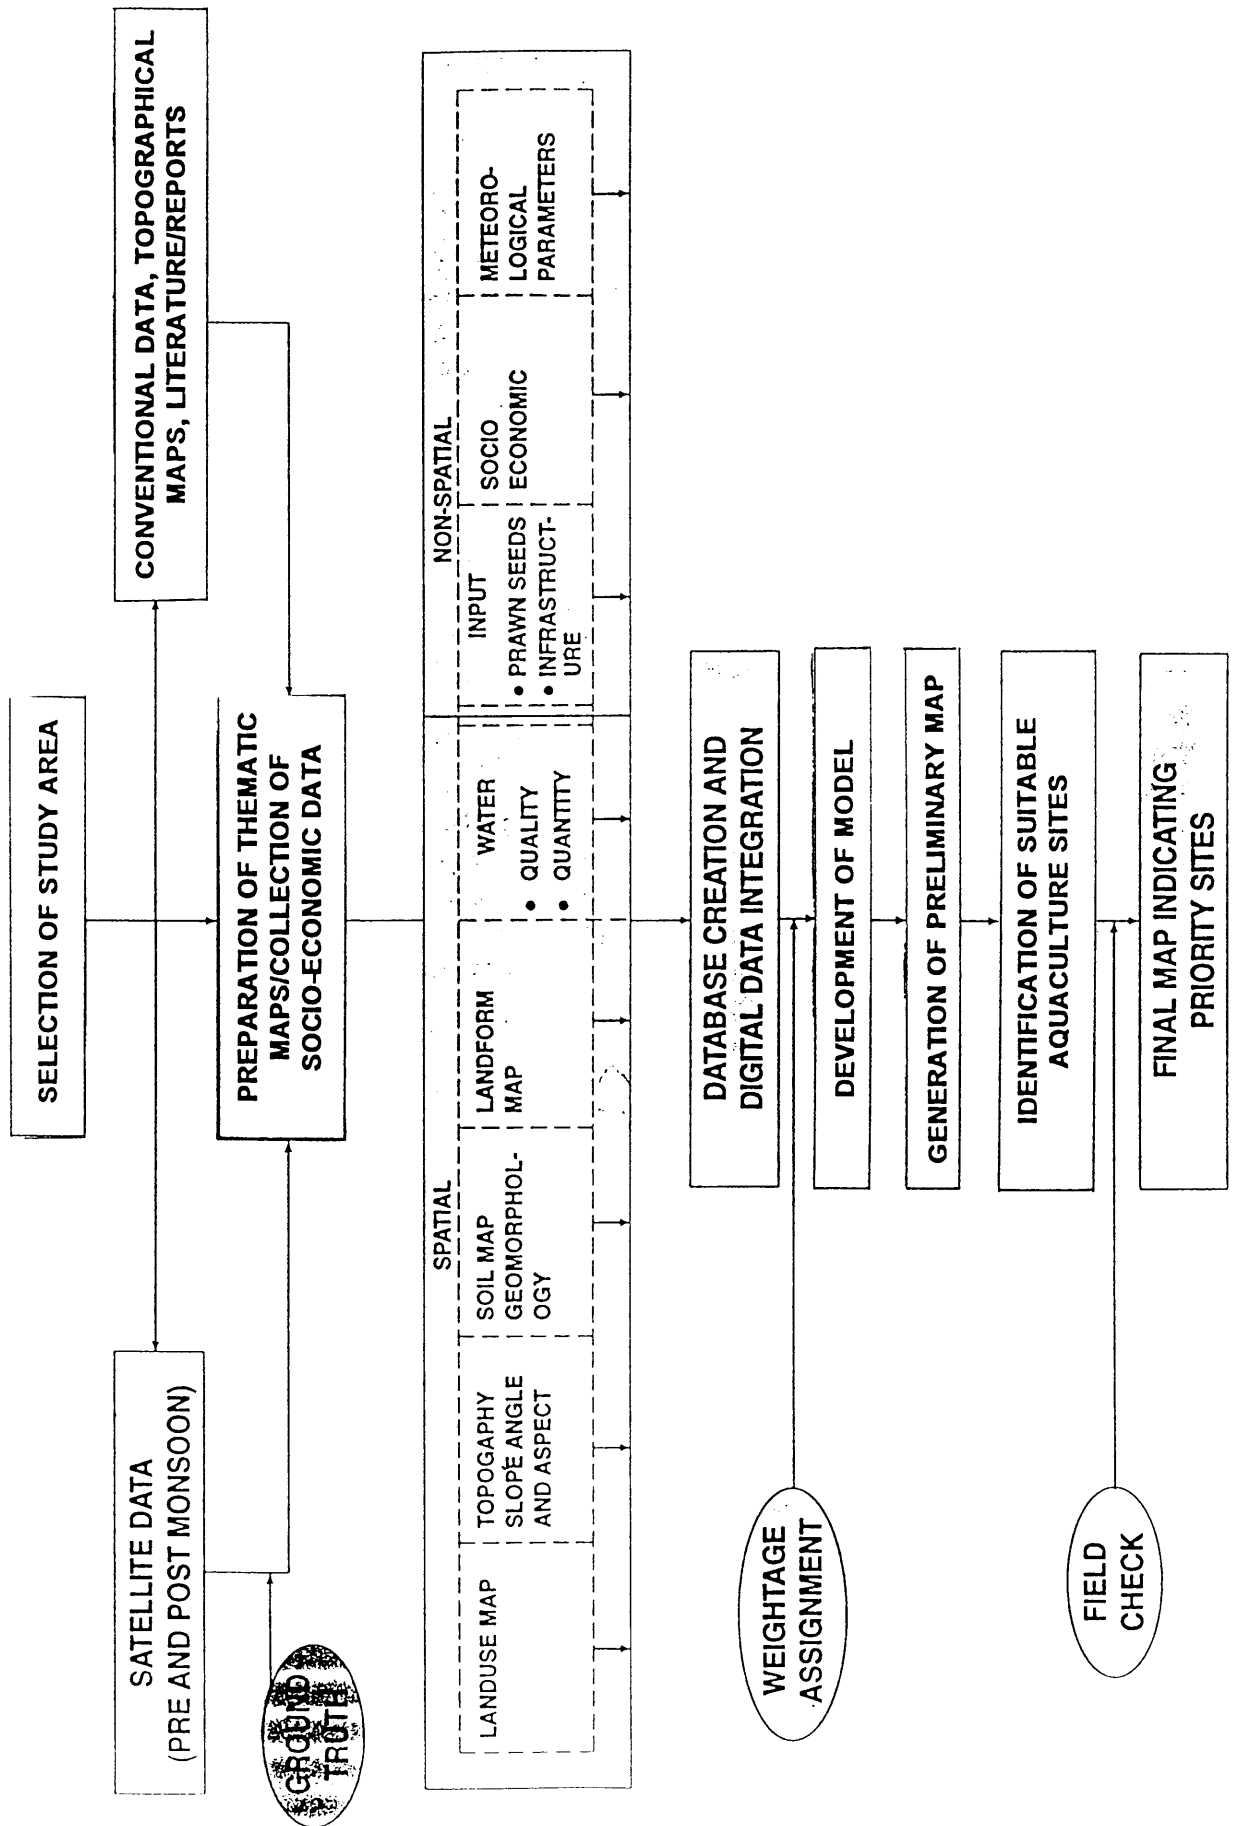 SELECTION OF STUDY AREA
SATELLITE DATA
(PRE AND POST MONSOON)
CONVENTIONAL DATA, TOPOGRAPHICAL
MAPS, LITERATURE/REPORTS
GROUND
TRUTH
PREPARATION OF THEMATIC
MAPS/COLLECTION OF
SOCIO-ECONOMIC DATA
SPATIAL
NON-SPATIAL
LANDUSE MAP
TOPOGAPHY
SLOPE ANGLE
AND ASPECT
SOIL MAP
GEOMORPHOL-
OGY
LANDFORM
MAP
WATER
• QUALITY
• QUANTITY
INPUT
• PRAWN SEEDS
• INFRASTRUCT-
URE
SOCIO
ECONOMIC
METEORO-
LOGICAL
PARAMETERS
DATABASE CREATION AND
DIGITAL DATA INTEGRATION
WEIGHTAGE
ASSIGNMENT
DEVELOPMENT OF MODEL
GENERATION OF PRELIMINARY MAP
IDENTIFICATION OF SUITABLE
AQUACULTURE SITES
FIELD
CHECK
FINAL MAP INDICATING
PRIORITY SITES